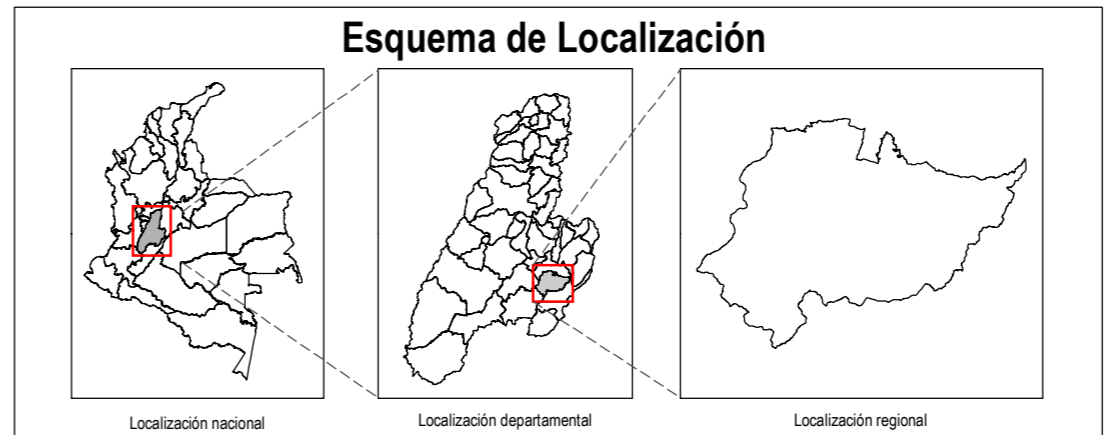 Esquema de Localización
Localización nacional
Localización departamental
Localización regional